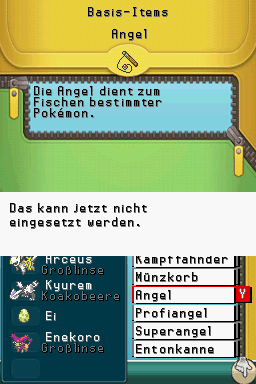 Basis-Items
Angel
Die Angel dient zum
Fischen bestimmter
Pokémon.
Das kann jetzt nicht
eingesetzt werden.
Arceus
Großlinse
Kyurem
Koakobeere
Ei
Enekoro
Großlinse
Kampffahnder
Münzkorb
Angel
Y
Profiangel
Superangel
Entonkanne